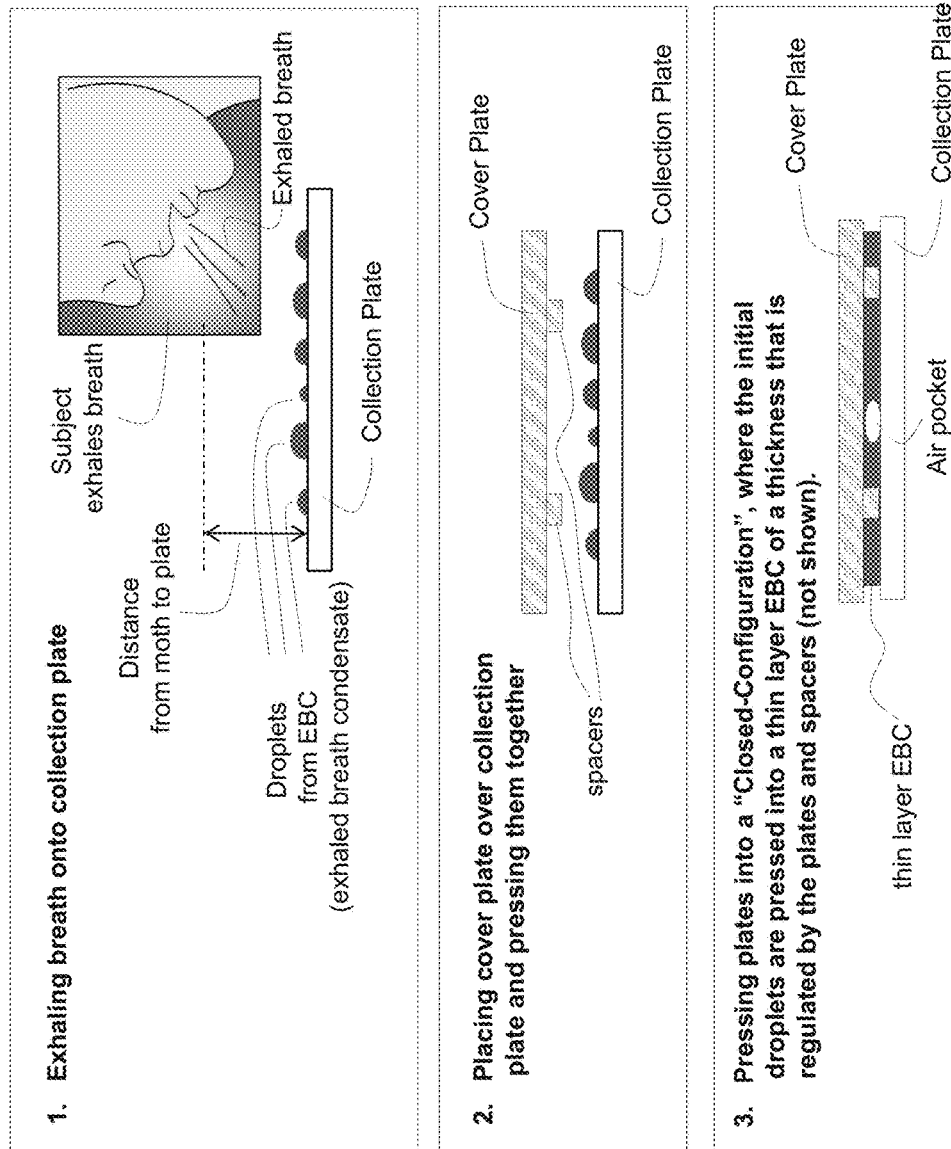 1. Exhaling breath onto collection plate
Subject
exhales breath
Distance
from moth to plate
Exhaled breath
Droplets
from EBC
(exhaled breath condensate)
Collection Plate
2. Placing cover plate over collection
plate and pressing them together
Cover Plate
spacers
Collection Plate
3. Pressing plates into a "Closed-Configuration", where the initial
droplets are pressed into a thin layer EBC of a thickness that is
regulated by the plates and spacers (not shown).
Cover Plate
thin layer EBC
Air pocket
Collection Plate